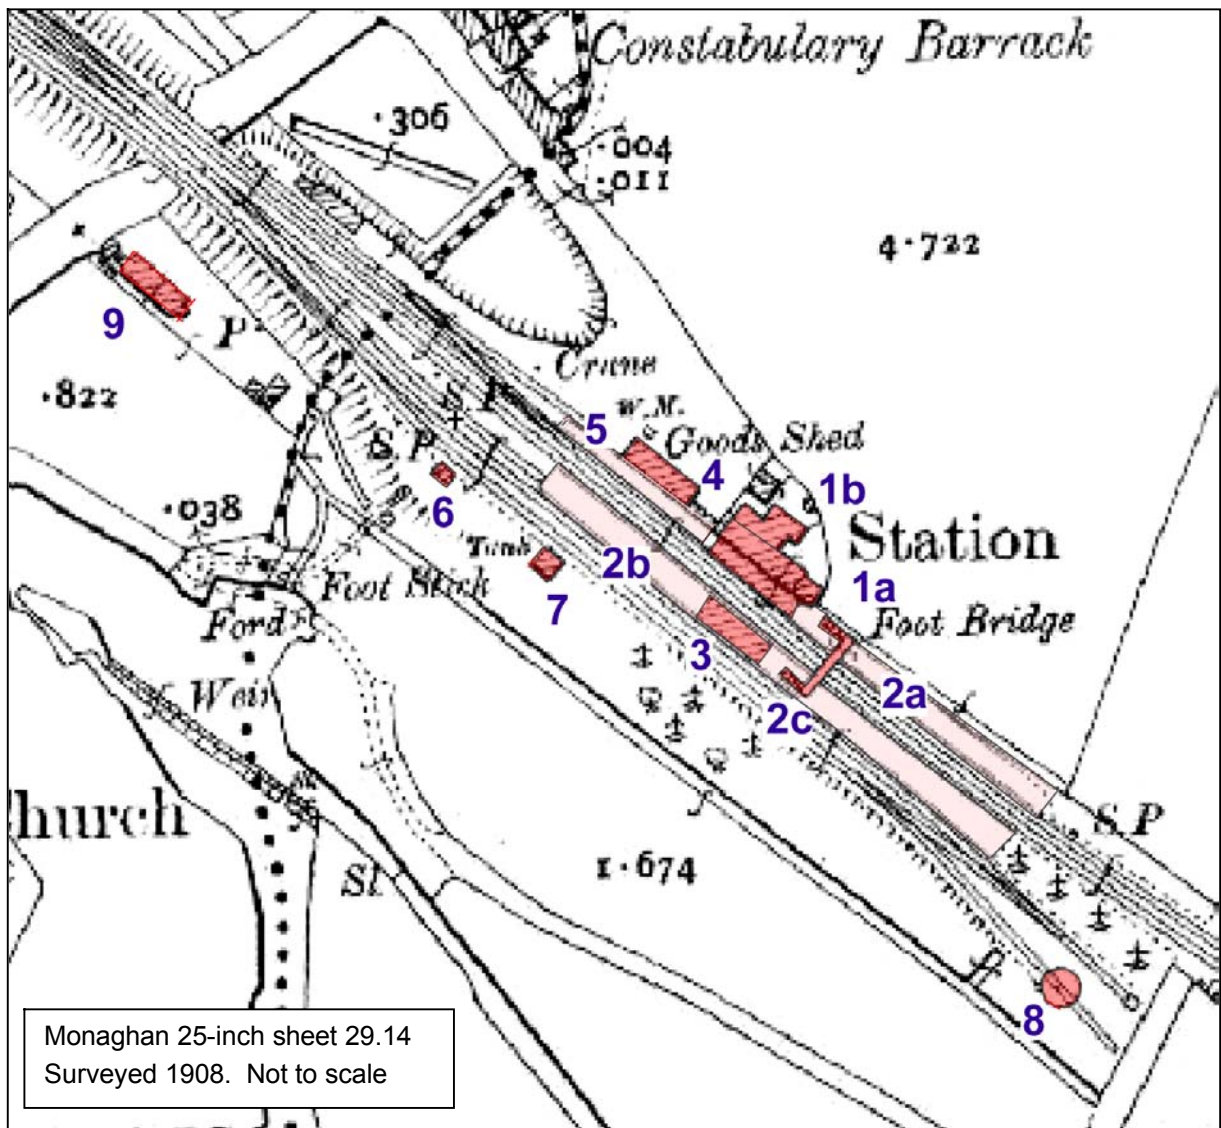 Constabulary Barrack
·306
·004
·011
4·722
9
P
·822
Crane
W.M.
5
Goods Shed
4
1b
S.P
S.P.
6
·038
Station
2b
1a
Tank
Foot Stick
7
Foot Bridge
Ford
3
2a
Weir
2c
hurch
S.P
Sl
1·674
ft
8
Monaghan 25-inch sheet 29.14
Surveyed 1908. Not to scale